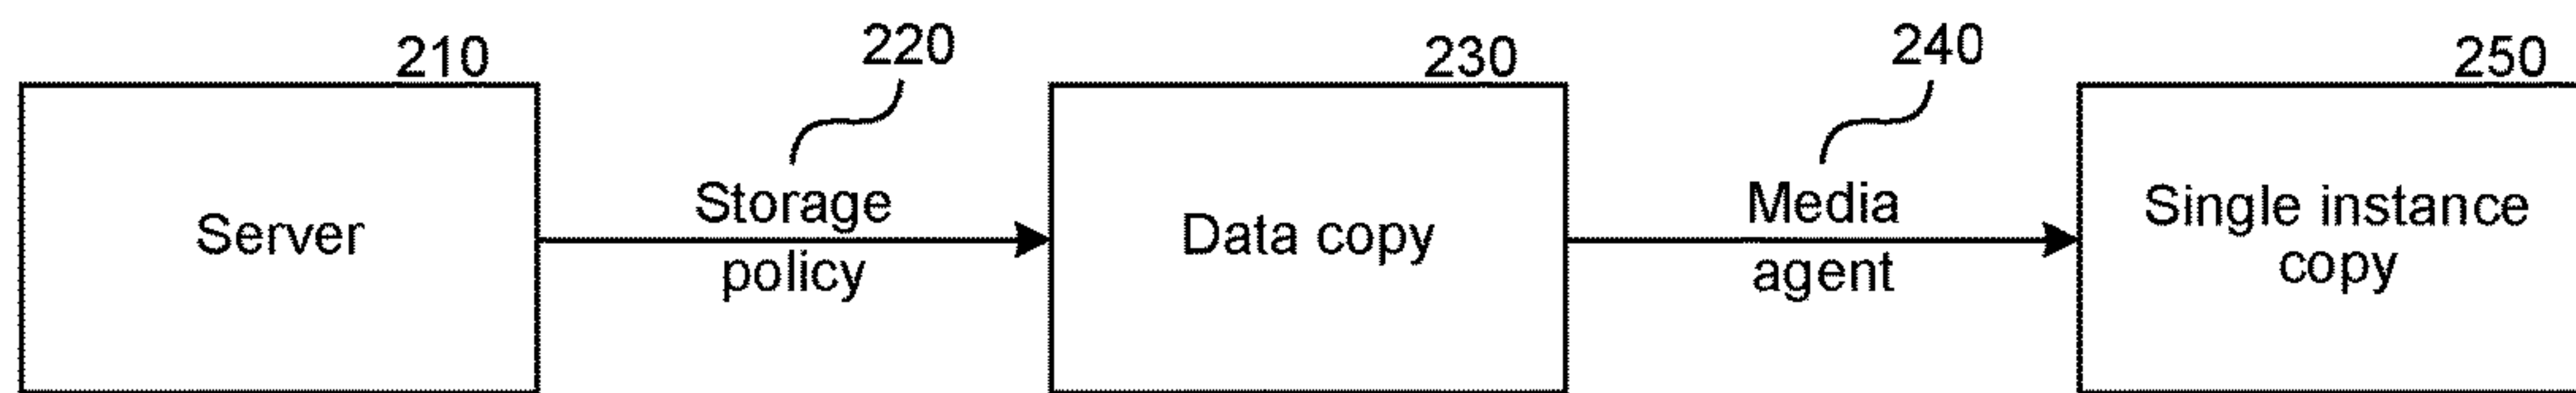 210
220
230
240
250
Server
Storage
policy
Data copy
Media
agent
Single instance
copy